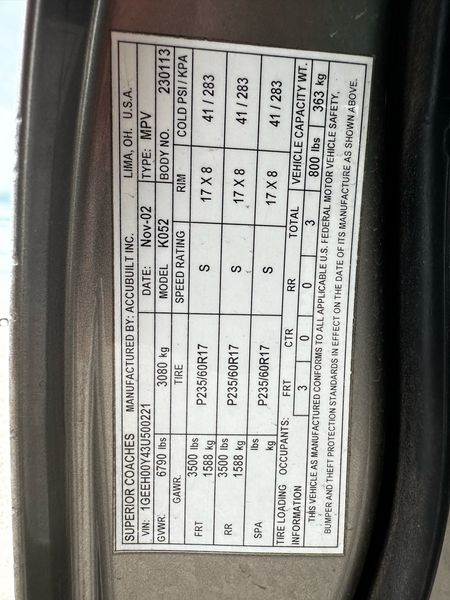 SUPERIOR COACHES MANUFACTURED BY: ACCUBUILT INC. LIMA, OH. U.S.A.
VIN: 1GEEH00Y43U500221 DATE: Nov-02 TYPE: MPV
GVWR: 6790 lbs 3080 kg MODEL K052 BODY NO. 230113
GAWR. TIRE SPEED RATING RIM COLD PSI / KPA
FRT 3500 lbs 1588 kg P235/60R17 S 17 X 8 41 / 283
RR 3500 lbs 1588 kg P235/60R17 S 17 X 8 41 / 283
SPA lbs kg P235/60R17 S 17 X 8 41 / 283
TIRE LOADING OCCUPANTS: FRT CTR RR TOTAL VEHICLE CAPACITY WT.
INFORMATION 3 0 0 3 800 lbs 363 kg
THIS VEHICLE AS MANUFACTURED CONFORMS TO ALL APPLICABLE U.S. FEDERAL MOTOR VEHICLE SAFETY,
BUMPER AND THEFT PROTECTION STANDARDS IN EFFECT ON THE DATE OF ITS MANUFACTURE AS SHOWN ABOVE.